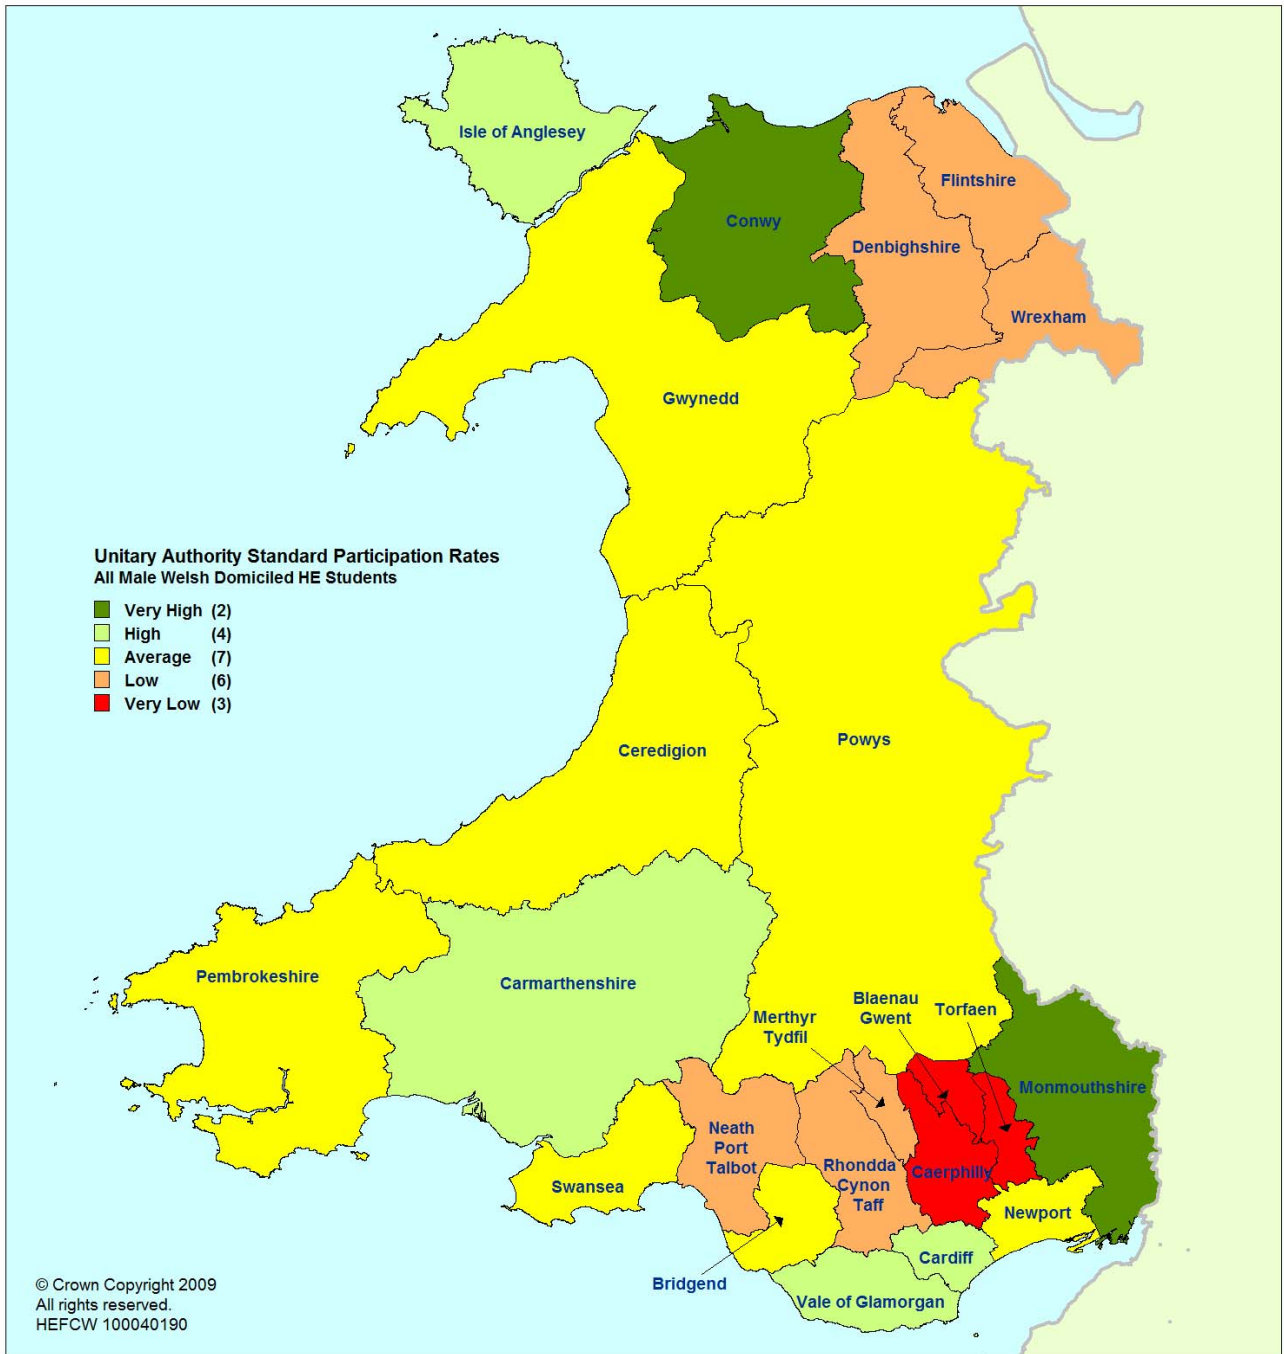 Isle of Anglesey
Conwy
Flintshire
Denbighshire
Wrexham
Gwynedd
Unitary Authority Standard Participation Rates
All Male Welsh Domiciled HE Students
Very High (2)
High (4)
Average (7)
Low (6)
Very Low (3)
Ceredigion
Powys
Pembrokeshire
Carmarthenshire
Merthyr
Tydfil
Blaenau
Gwent
Torfaen
Monmouthshire
Neath
Port
Talbot
Rhondda
Cynon
Taff
Caerphilly
Swansea
Newport
Bridgend
Cardiff
Vale of Glamorgan
© Crown Copyright 2009
All rights reserved.
HEFCW 100040190